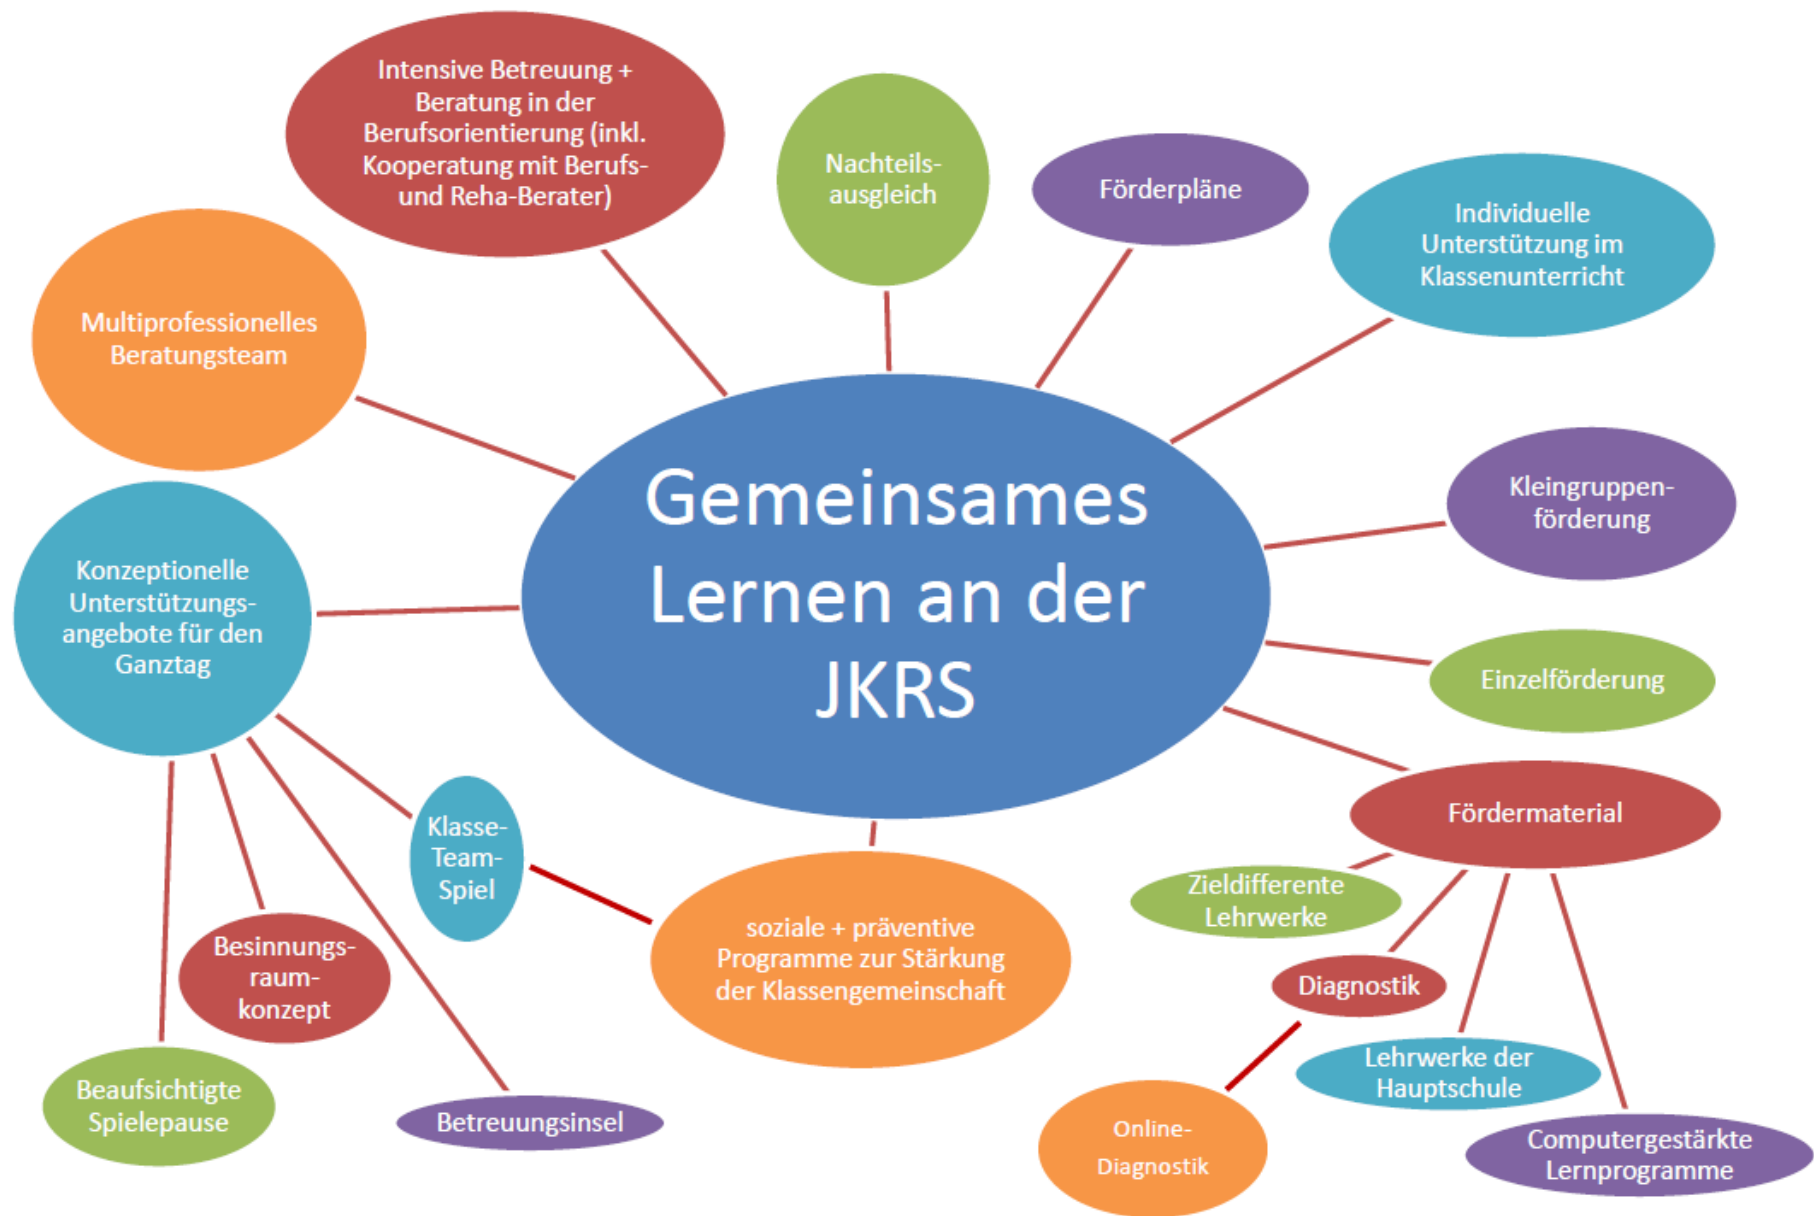 Intensive Betreuung +
Beratung in der
Berufsorientierung (inkl.
Kooperatung mit Berufs-
und Reha-Berater)
Nachteils-
ausgleich
Förderpläne
Individuelle
Unterstützung im
Klassenunterricht
Multiprofessionelles
Beratungsteam
Gemeinsames
Lernen an der
JKRS
Kleingruppen-
förderung
Konzeptionelle
Unterstützungs-
angebote für den
Ganztag
Einzelförderung
Fördermaterial
Klasse-
Team-
Spiel
Zieldifferente
Lehrwerke
soziale + präventive
Programme zur Stärkung
der Klassengemeinschaft
Besinnungs-
raum-
konzept
Diagnostik
Lehrwerke der
Hauptschule
Beaufsichtigte
Spielepause
Betreuungsinsel
Online-
Diagnostik
Computergestärkte
Lernprogramme